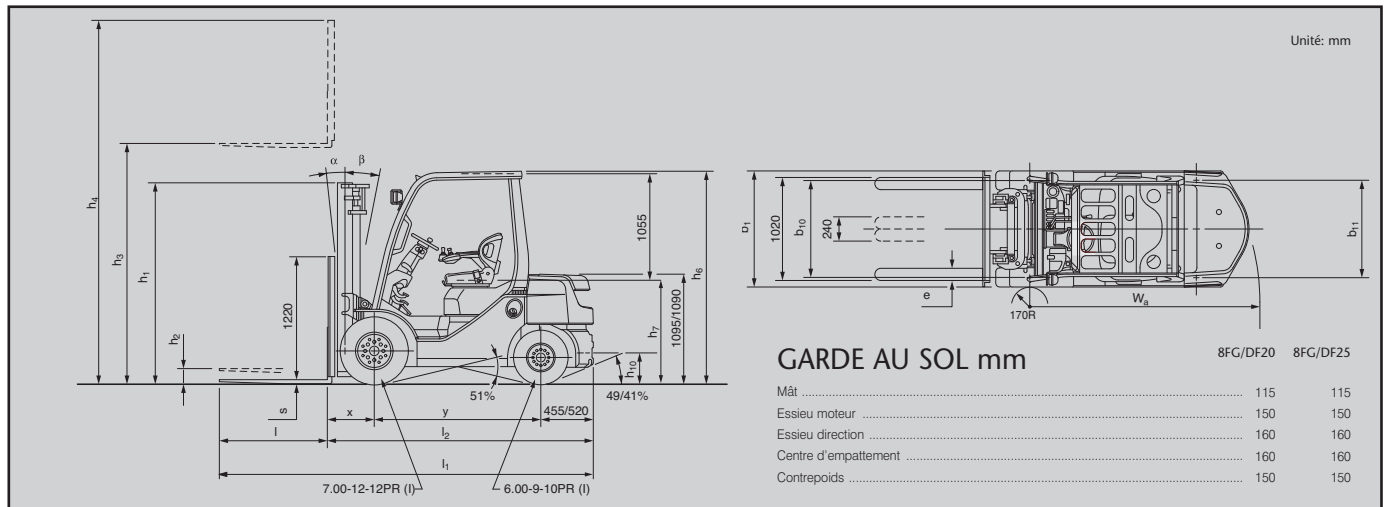 Unité: mm
h4
h3
h1
h2
α
β
1220
s
x
y
l
l2
l1
51%
455/520
49/41%
h10
h7
1095/1090
1055
h6
7.00-12-12PR (I)
6.00-9-10PR (I)
b1
1020
b10
240
e
170R
Wa
b11
GARDE AU SOL mm 8FG/DF20 8FG/DF25
Mât 115 115
Essieu moteur 150 150
Essieu direction 160 160
Centre d'empattement 160 160
Contrepoids 150 150